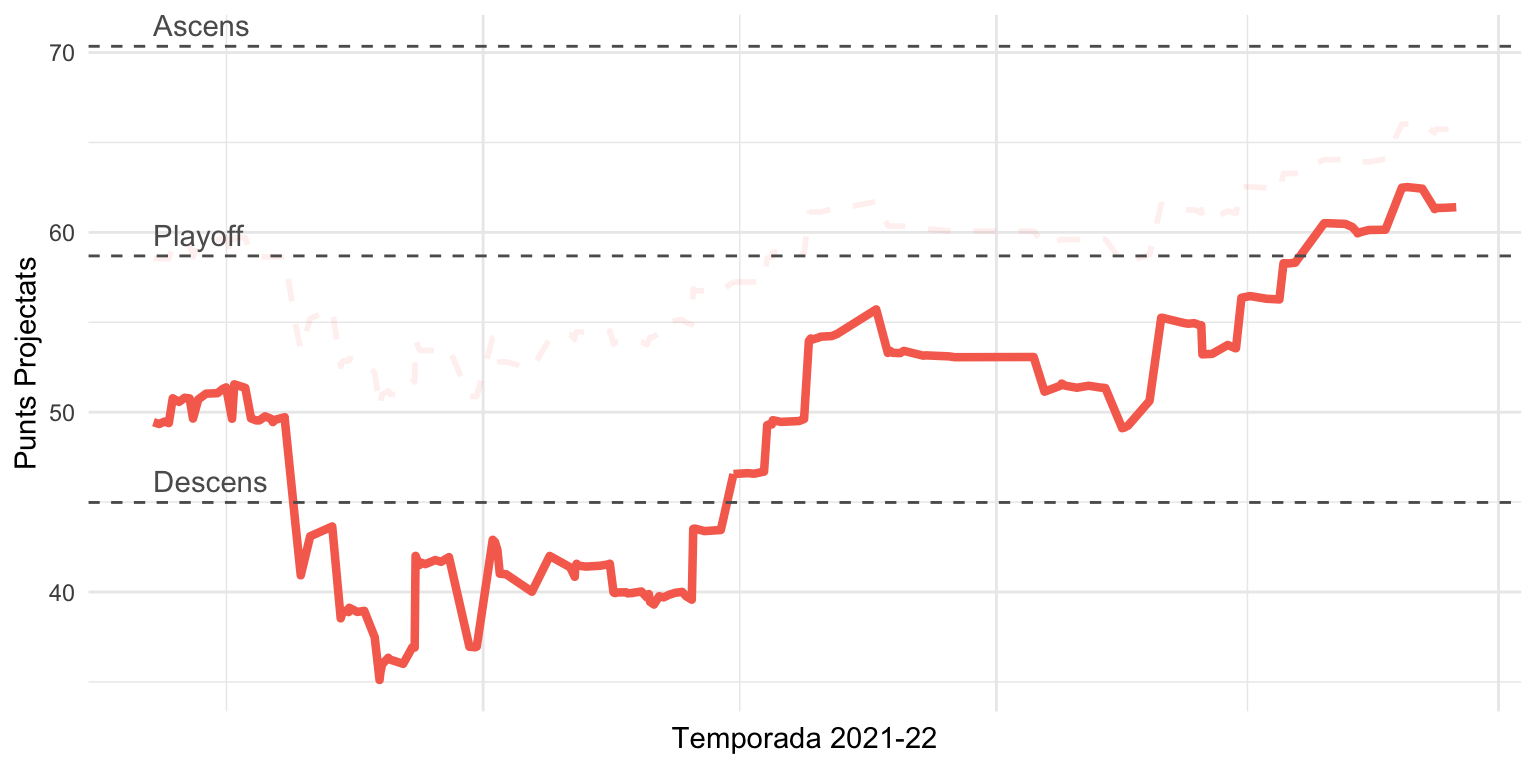 Ascens
70
Playoff
60
50
Descens
40
Punts Projectats
Temporada 2021-22